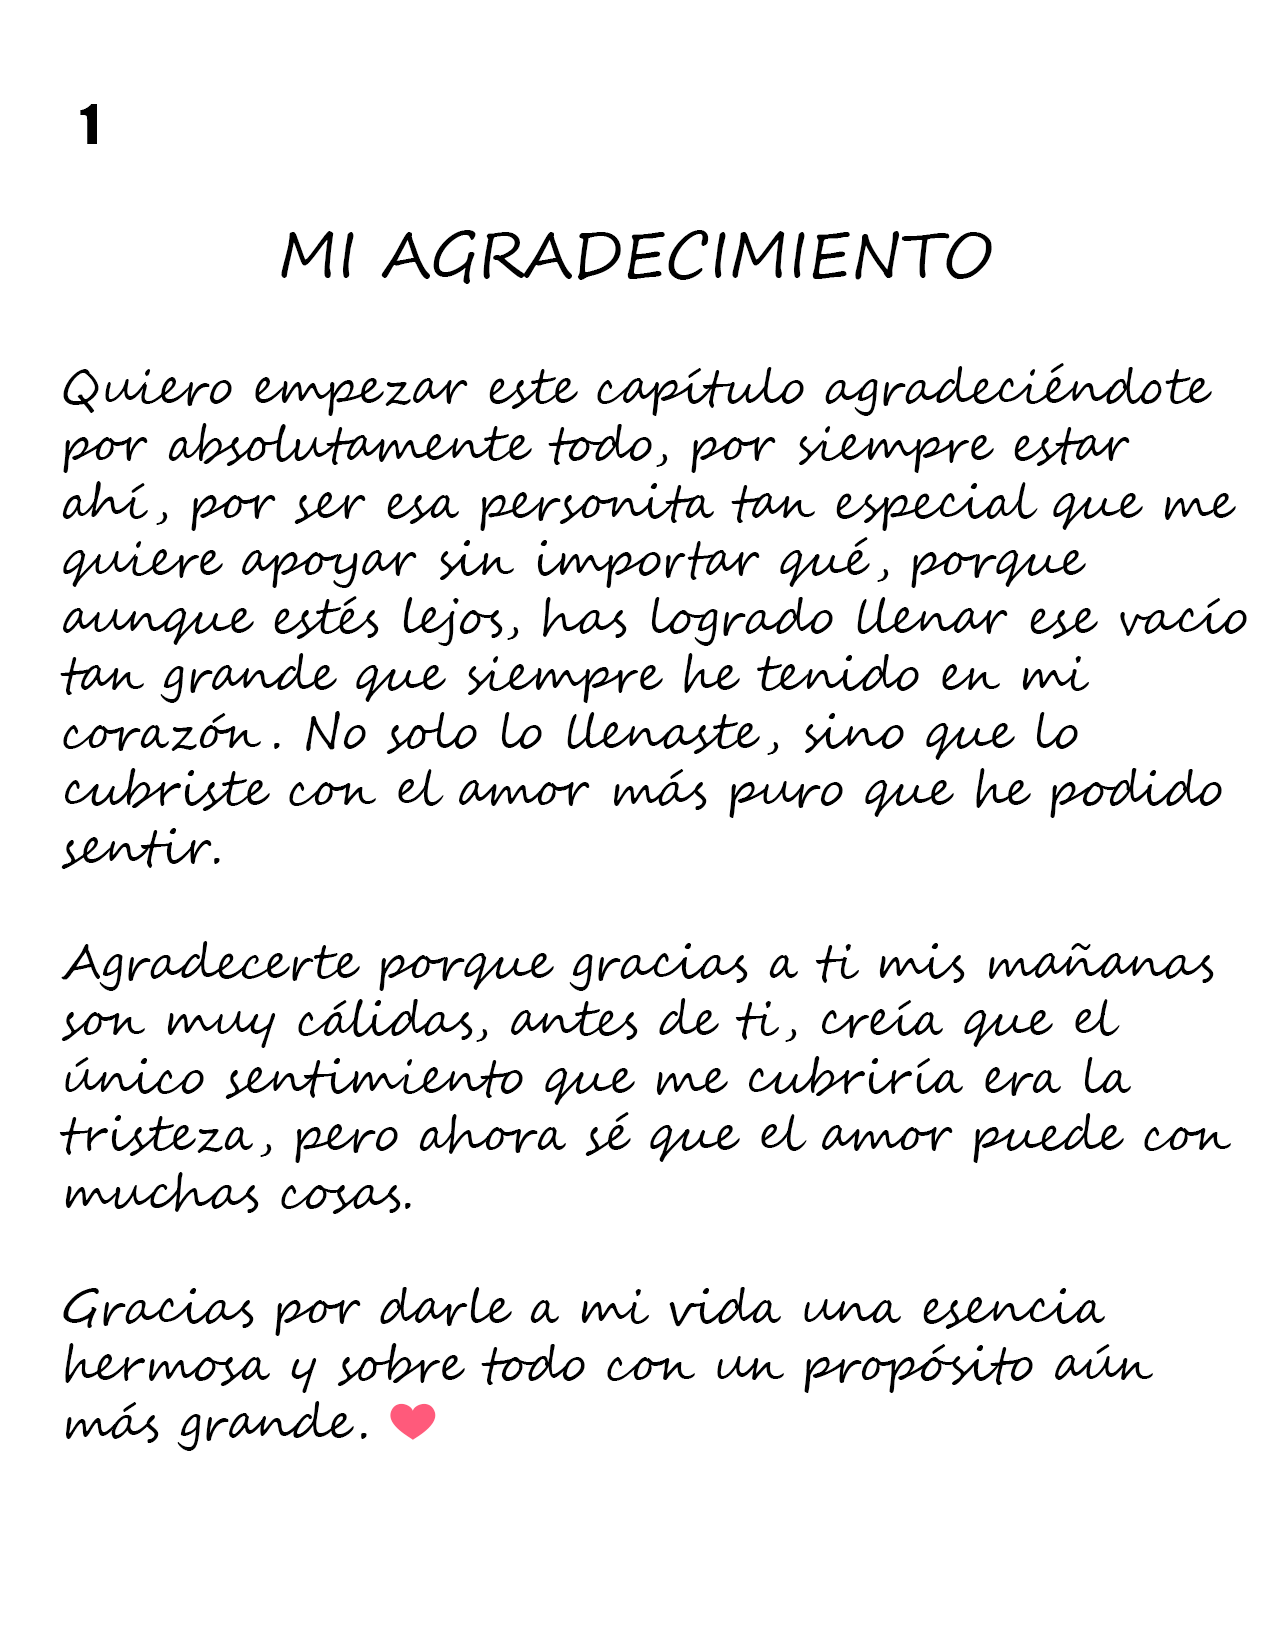 1
MI AGRADECIMIENTO
Quiero empezar este capítulo agradeciéndote
por absolutamente todo, por siempre estar
ahí, por ser esa personita tan especial que me
quiere apoyar sin importar qué, porque
aunque estés lejos, has logrado llenar ese vacío
tan grande que siempre he tenido en mi
corazón. No solo lo llenaste, sino que lo
cubriste con el amor más puro que he podido
sentir.
Agradecerte porque gracias a ti mis mañanas
son muy cálidas, antes de ti, creía que el
único sentimiento que me cubriría era la
tristeza, pero ahora sé que el amor puede con
muchas cosas.
Gracias por darle a mi vida una esencia
hermosa y sobre todo con un propósito aún
más grande. ❤